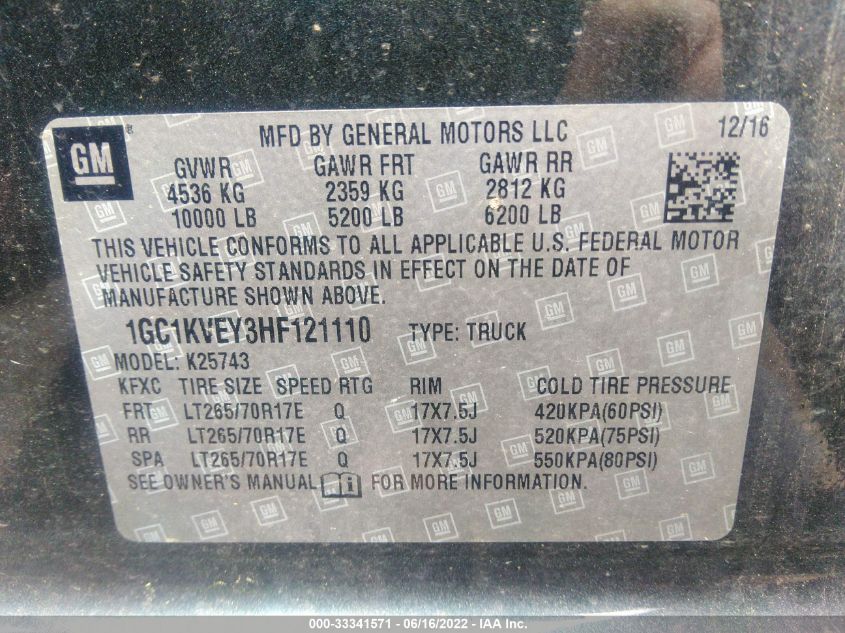 GM
®
MFD BY GENERAL MOTORS LLC 12/16
GVWR GAWR FRT GAWR RR
4536 KG 2359 KG 2812 KG
10000 LB 5200 LB 6200 LB
THIS VEHICLE CONFORMS TO ALL APPLICABLE U.S. FEDERAL MOTOR
VEHICLE SAFETY STANDARDS IN EFFECT ON THE DATE OF
MANUFACTURE SHOWN ABOVE.
1GC1KVEY3HF121110 TYPE: TRUCK
MODEL: K25743
KFXC TIRE SIZE SPEED RTG RIM COLD TIRE PRESSURE
FRT LT265/70R17E Q 17X7.5J 420KPA(60PSI)
RR LT265/70R17E Q 17X7.5J 520KPA(75PSI)
SPA LT265/70R17E Q 17X7.5J 550KPA(80PSI)
SEE OWNER'S MANUAL i FOR MORE INFORMATION.
000-33341571 - 06/16/2022 - IAA Inc.